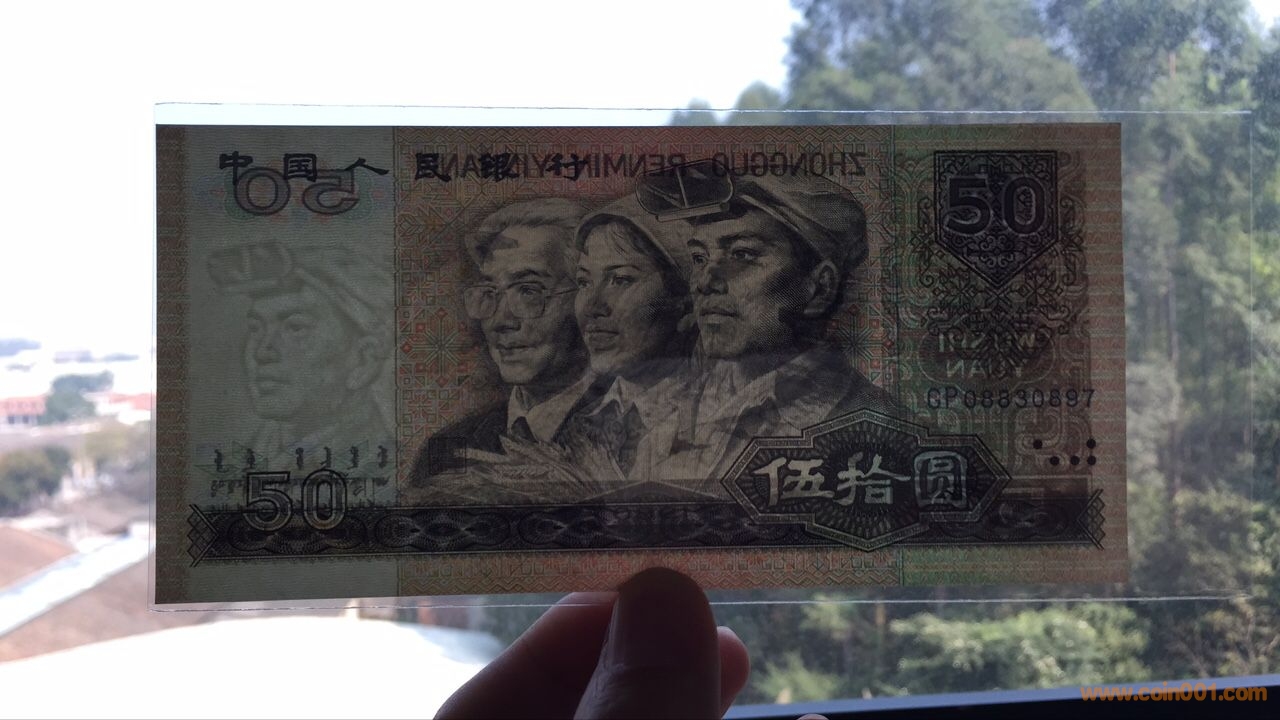 中国人民银行
ZHONGGUO RENMIN YINHANG
50
50
WUSHI
YUAN
GP08830897
伍拾圆
50
www.coin001.com